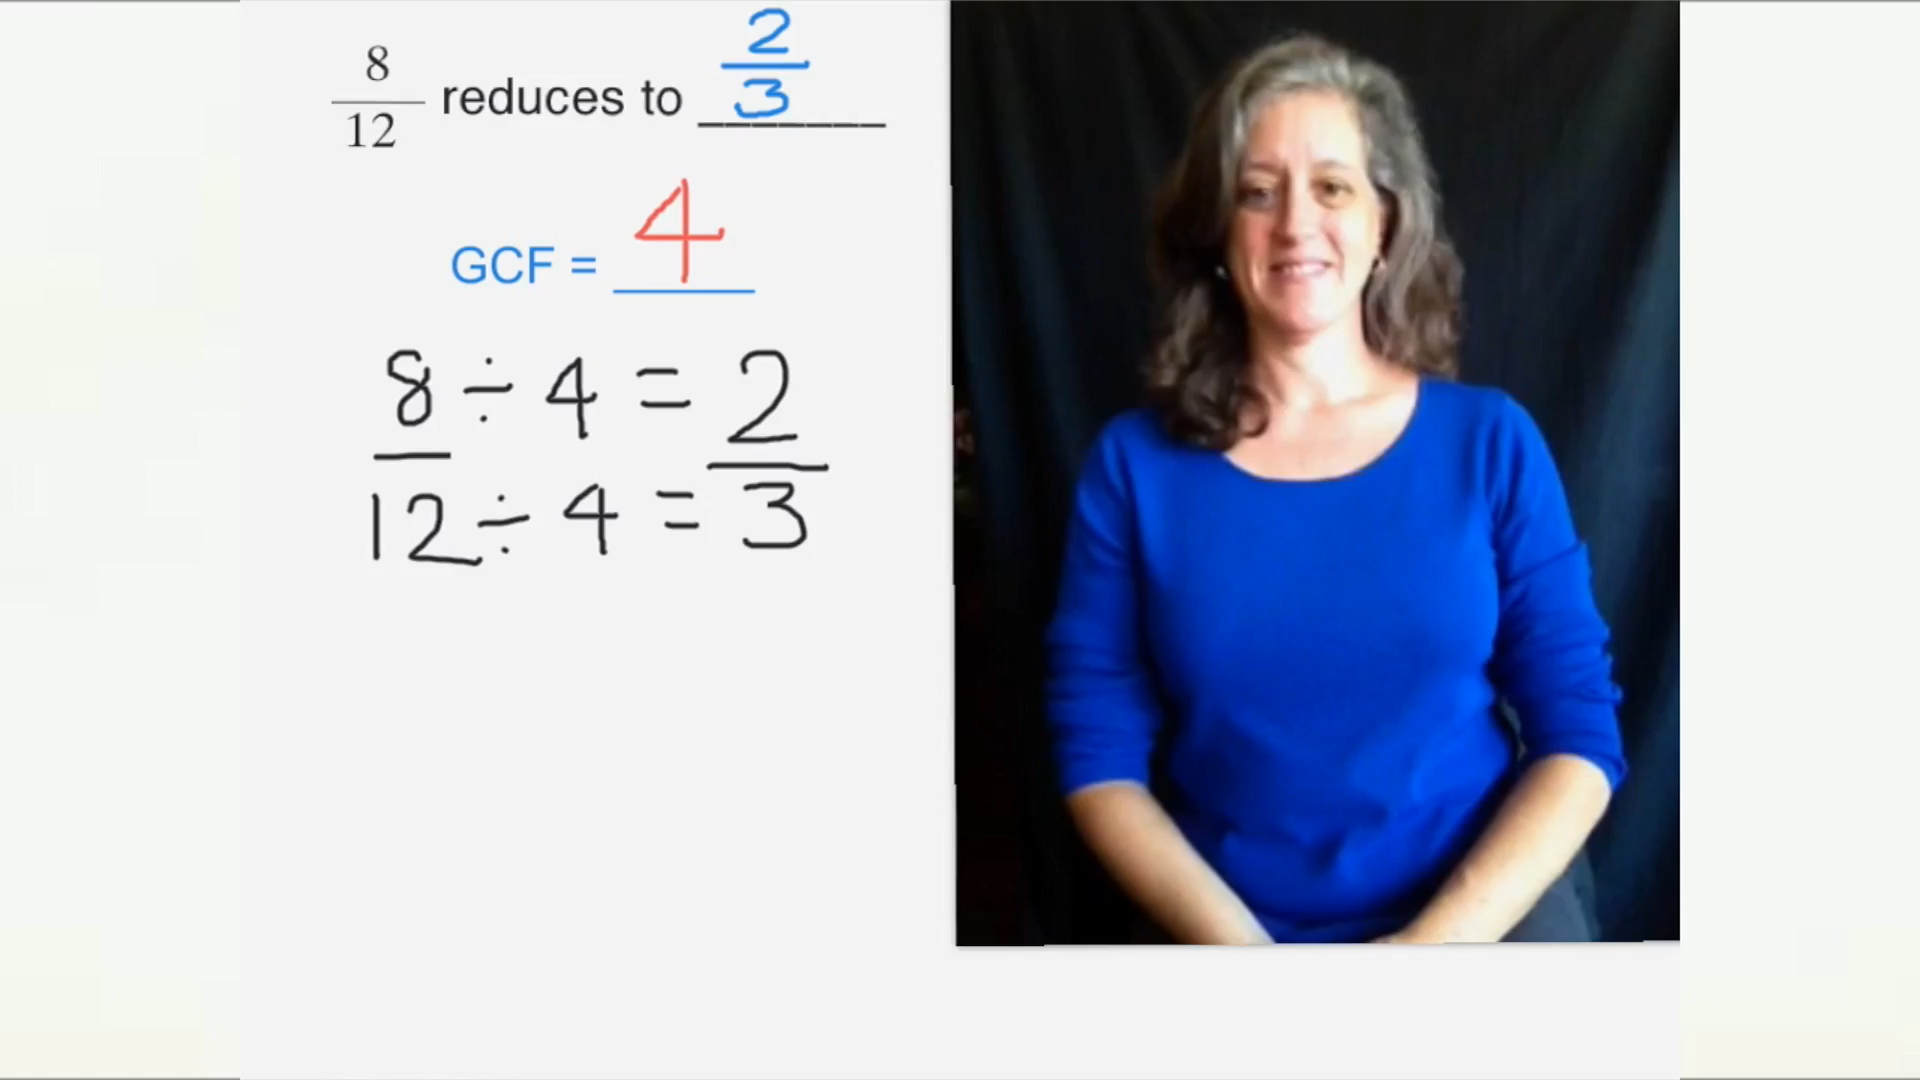 8/12 reduces to 2/3
GCF = 4
8 ÷ 4 = 2
12 ÷ 4 = 3